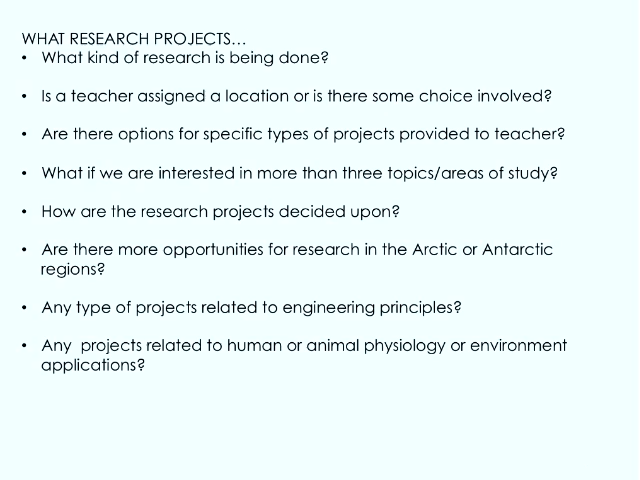 WHAT RESEARCH PROJECTS…
• What kind of research is being done?
• Is a teacher assigned a location or is there some choice involved?
• Are there options for specific types of projects provided to teacher?
• What if we are interested in more than three topics/areas of study?
• How are the research projects decided upon?
• Are there more opportunities for research in the Arctic or Antarctic
regions?
• Any type of projects related to engineering principles?
• Any  projects related to human or animal physiology or environment
applications?